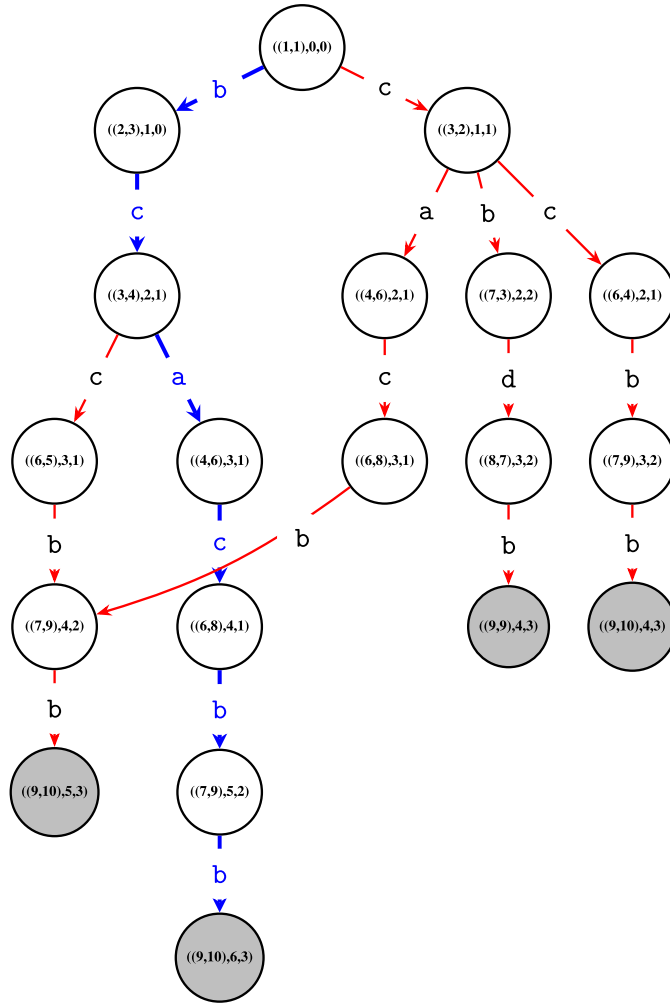 ((1,1),0,0)
b
c
((2,3),1,0)
((3,2),1,1)
c
a
b
c
((3,4),2,1)
((4,6),2,1)
((7,3),2,2)
((6,4),2,1)
c
a
c
d
b
((6,5),3,1)
((4,6),3,1)
((6,8),3,1)
((8,7),3,2)
((7,9),3,2)
b
c
b
b
b
((7,9),4,2)
((6,8),4,1)
((9,9),4,3)
((9,10),4,3)
b
b
((9,10),5,3)
((7,9),5,2)
b
((9,10),6,3)